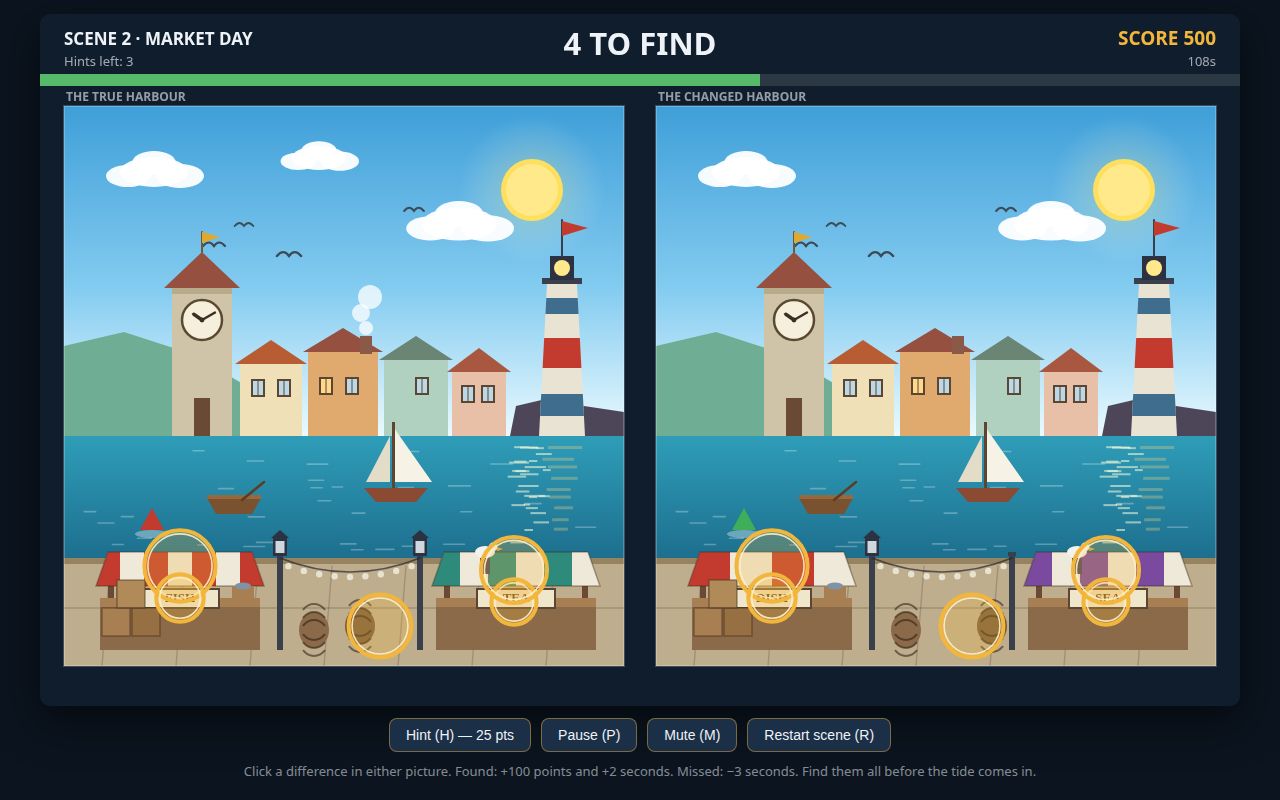 SCENE 2 · MARKET DAY
4 TO FIND
SCORE 500
Hints left: 3
108s
THE TRUE HARBOUR
THE CHANGED HARBOUR
Hint (H) — 25 pts
Pause (P)
Mute (M)
Restart scene (R)
Click a difference in either picture. Found: +100 points and +2 seconds. Missed: −3 seconds. Find them all before the tide comes in.